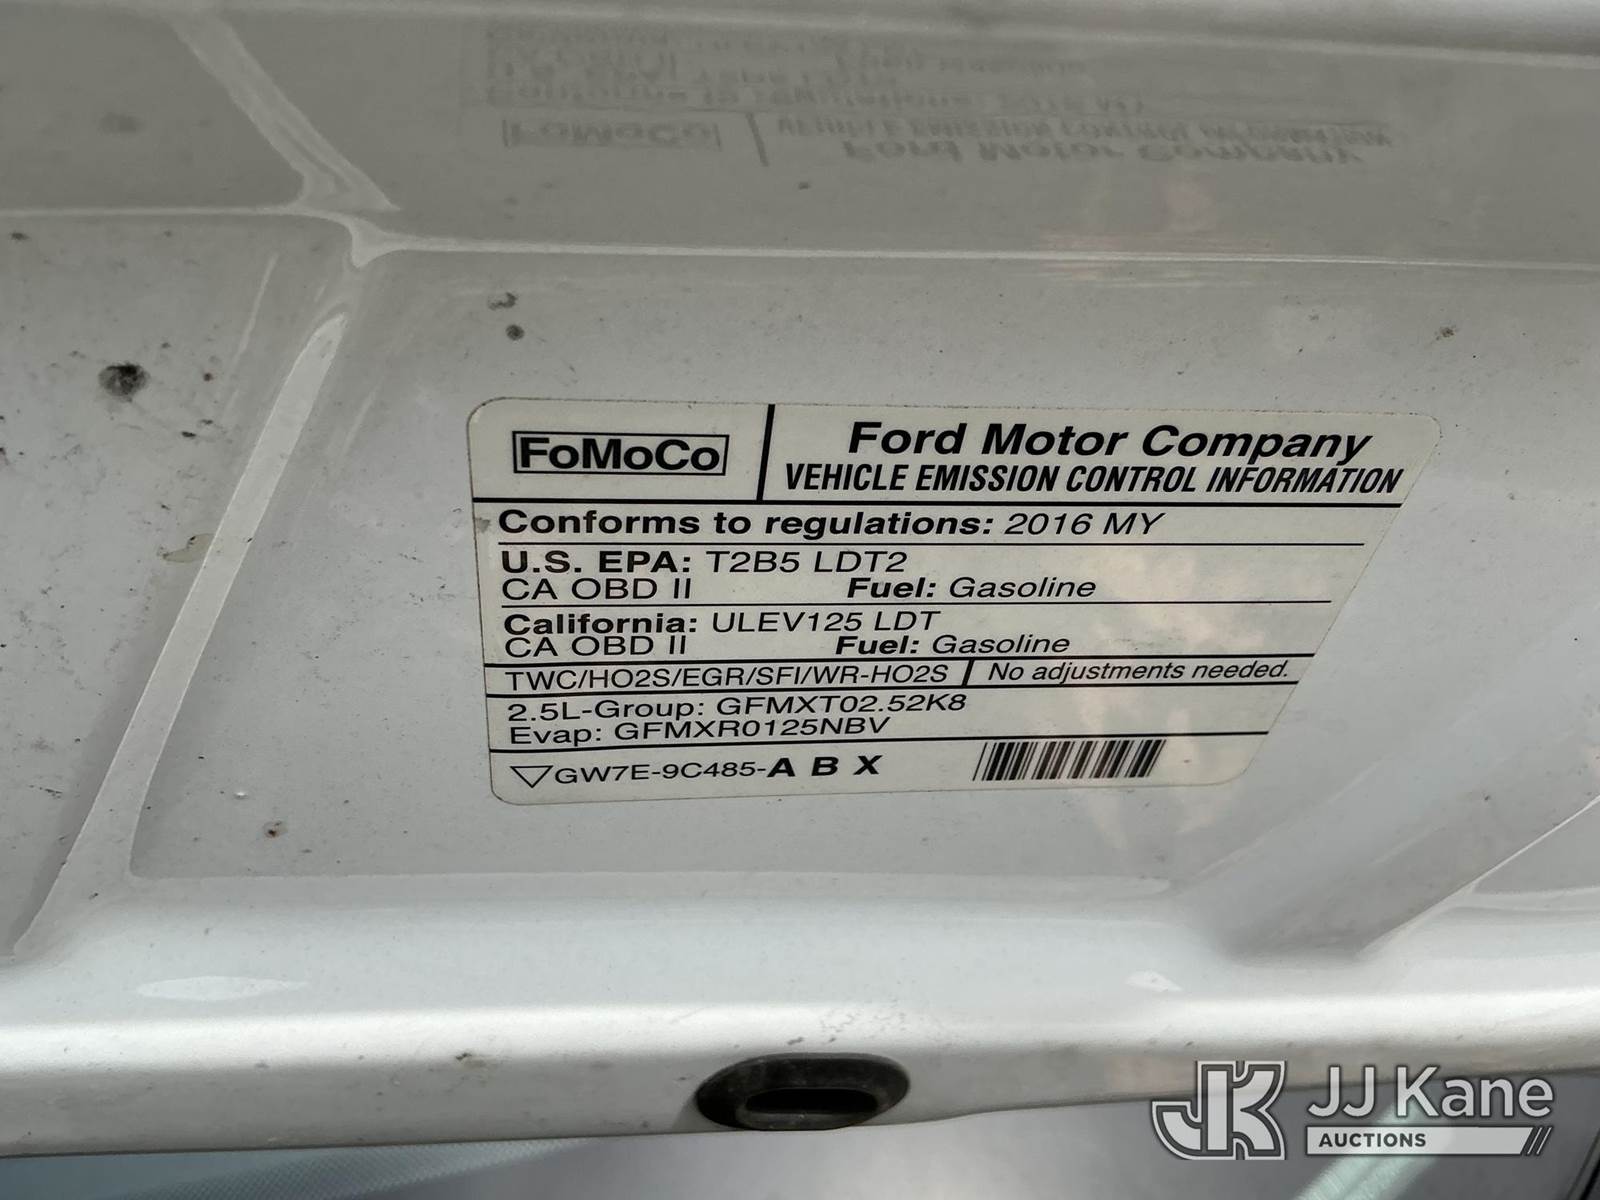 FoMoCo
Ford Motor Company
VEHICLE EMISSION CONTROL INFORMATION
Conforms to regulations: 2016 MY
U.S. EPA: T2B5 LDT2
CA OBD II Fuel: Gasoline
California: ULEV125 LDT
CA OBD II Fuel: Gasoline
TWC/HO2S/EGR/SFI/WR-HO2S No adjustments needed.
2.5L-Group: GFMXT02.52K8
Evap: GFMXR0125NBV
GW7E-9C485-A B X
JK JJ Kane
AUCTIONS